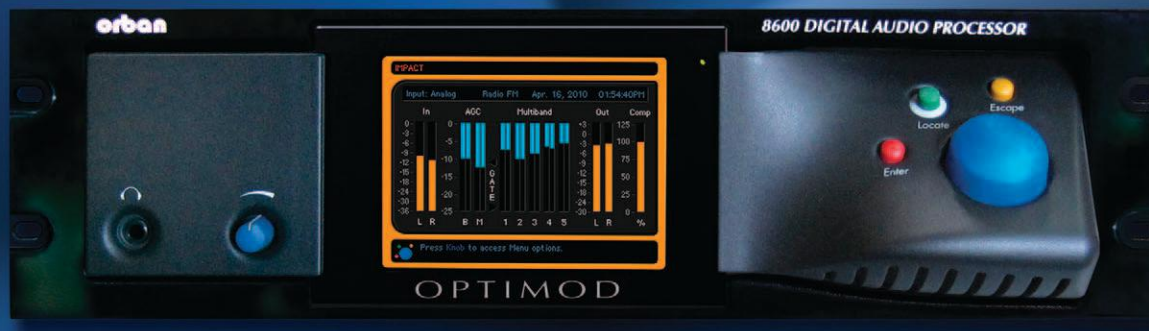 orban
8600 DIGITAL AUDIO PROCESSOR
IMPACT
Input: Analog Radio FM Apr. 16, 2010 01:54:40PM
In AGC Multiband Out Comp
0 0 +3 125
-3 -5 0 100
-6 -10 -3 75
-9 -15 -6 50
-12 -20 -9 25
-15 -25 -12 0
-18 -15
-24 -18
-30 -24
-36 -30
GATE
L R B M 1 2 3 4 5 L R %
Press Knob to access Menu options.
OPTIMOD
Locate
Escape
Enter